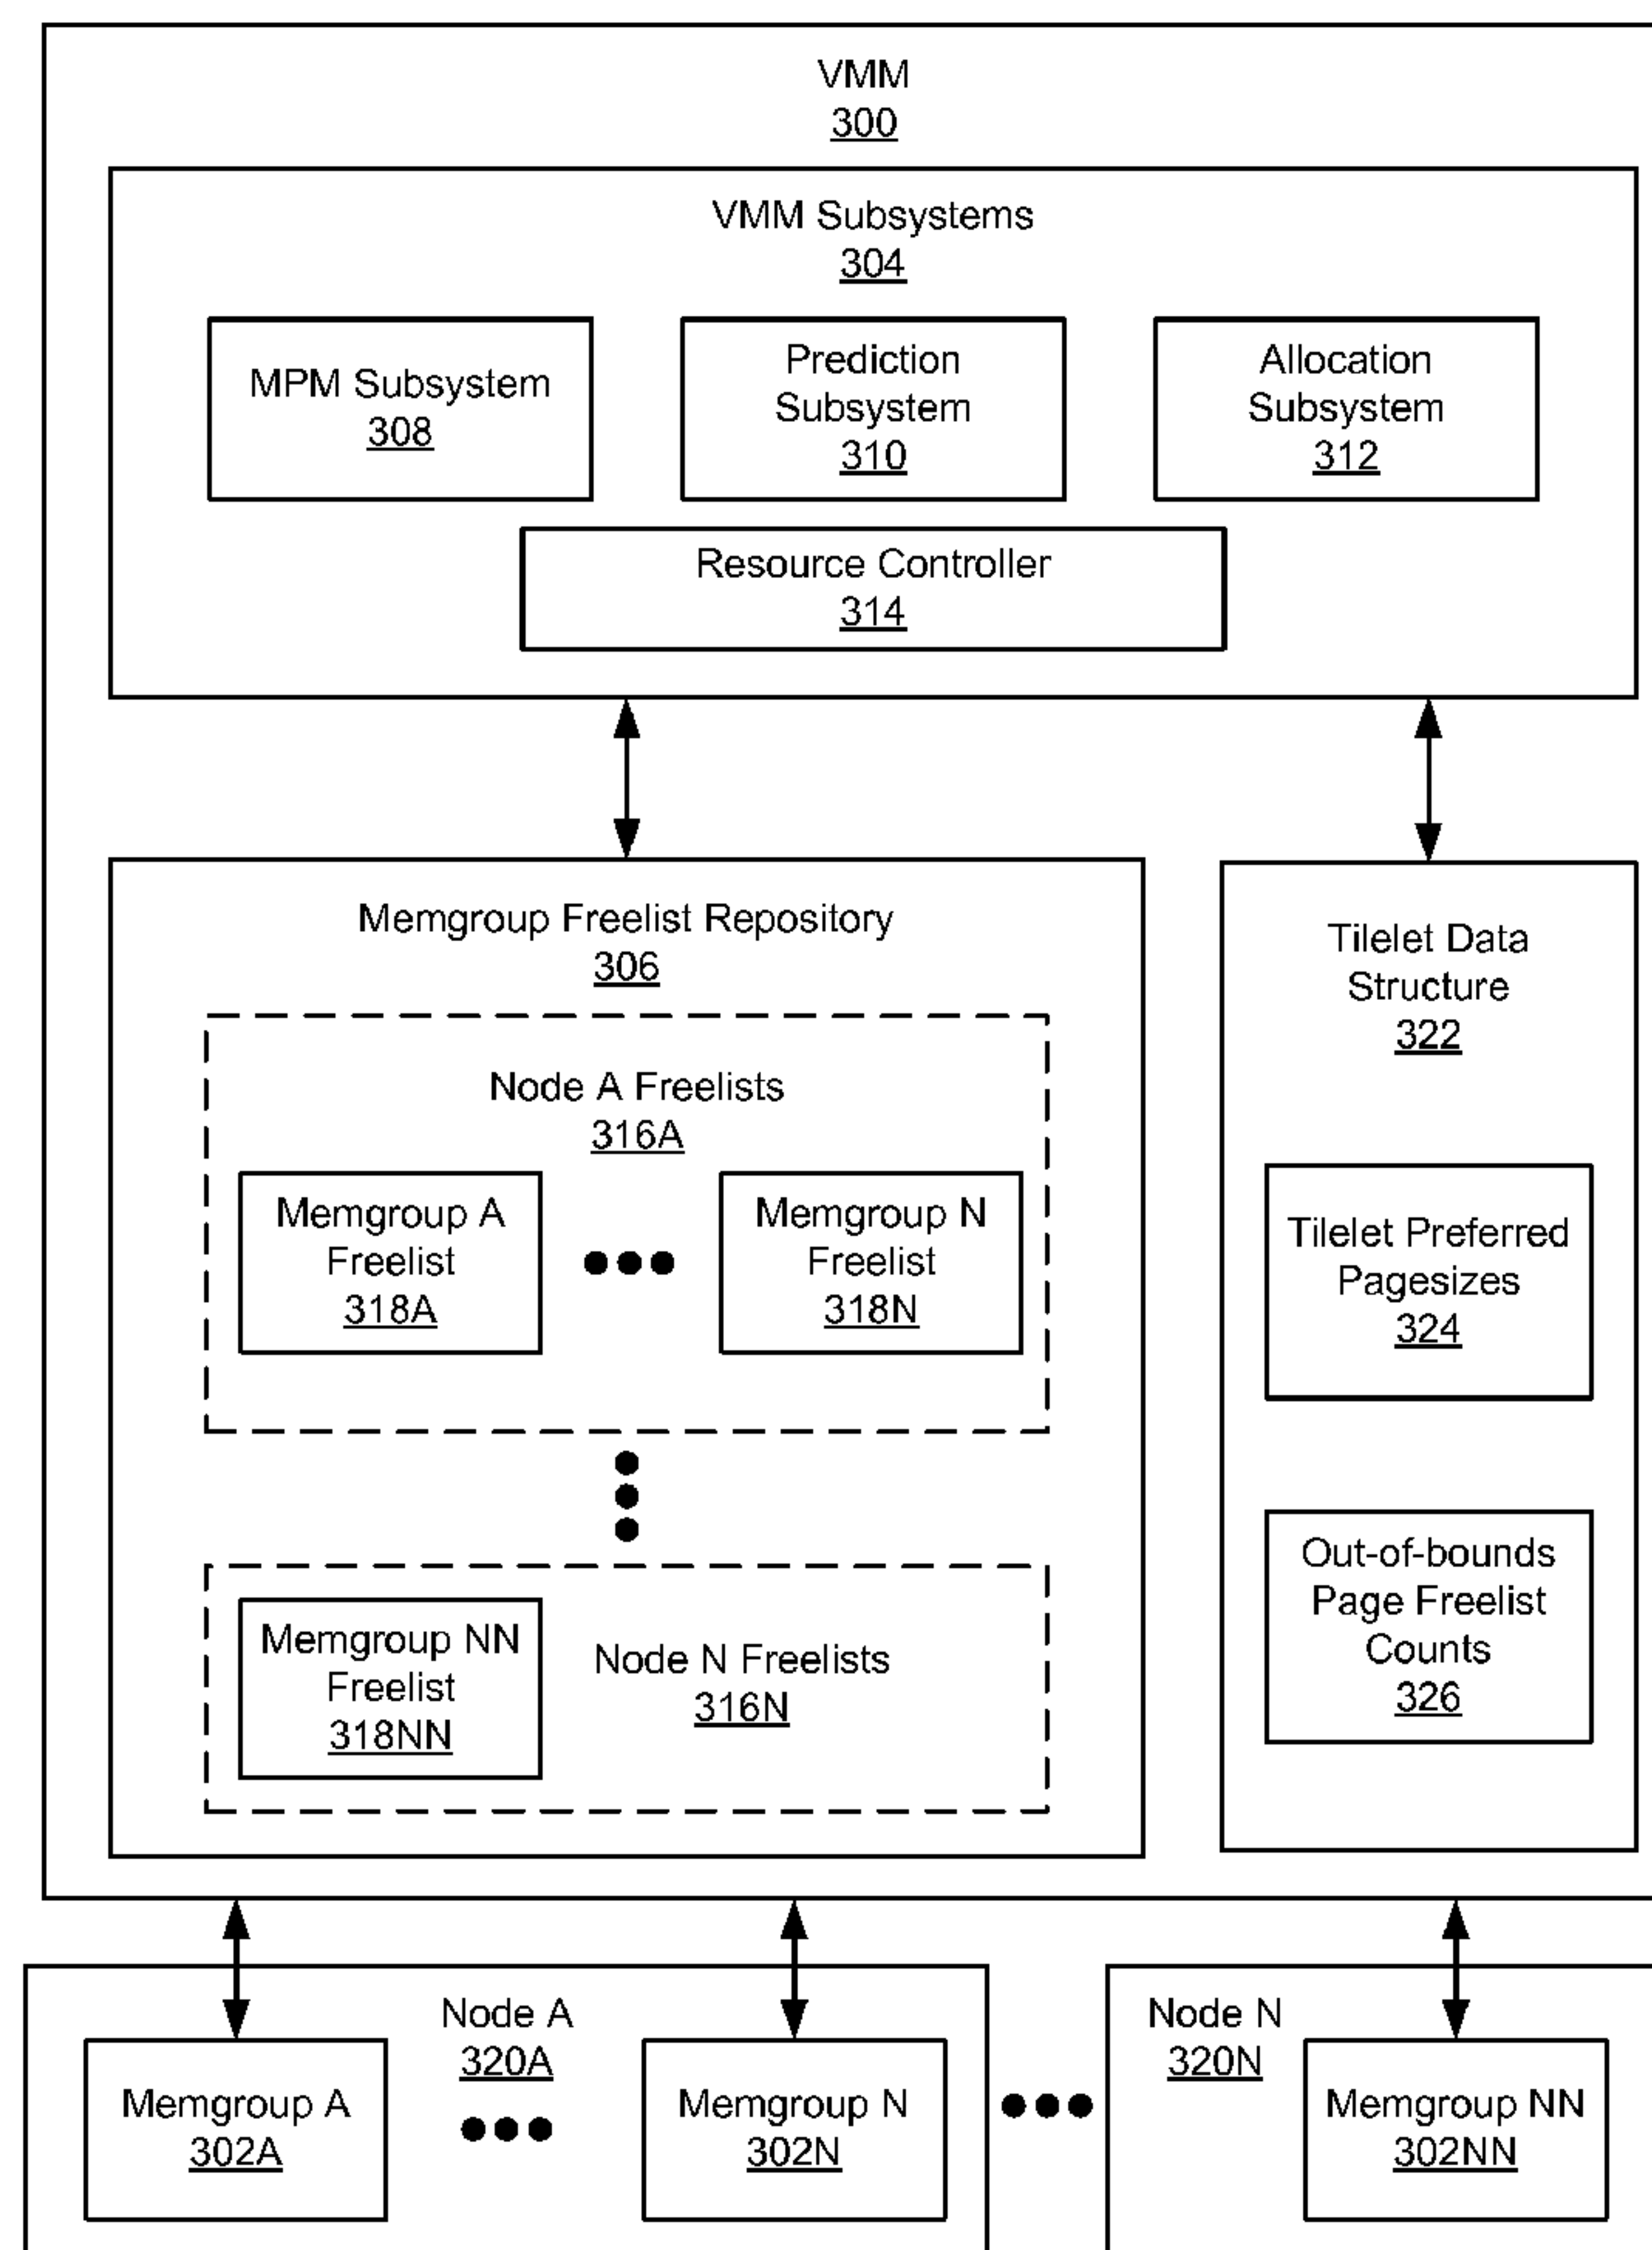 VMM
300
VMM Subsystems
304
MPM Subsystem
308
Prediction
Subsystem
310
Allocation
Subsystem
312
Resource Controller
314
Memgroup Freelist Repository
306
Node A Freelists
316A
Memgroup A
Freelist
318A
Memgroup N
Freelist
318N
Memgroup NN
Freelist
318NN
Node N Freelists
316N
Tilelet Data
Structure
322
Tilelet Preferred
Pagesizes
324
Out-of-bounds
Page Freelist
Counts
326
Node A
320A
Memgroup A
302A
Memgroup N
302N
Node N
320N
Memgroup NN
302NN